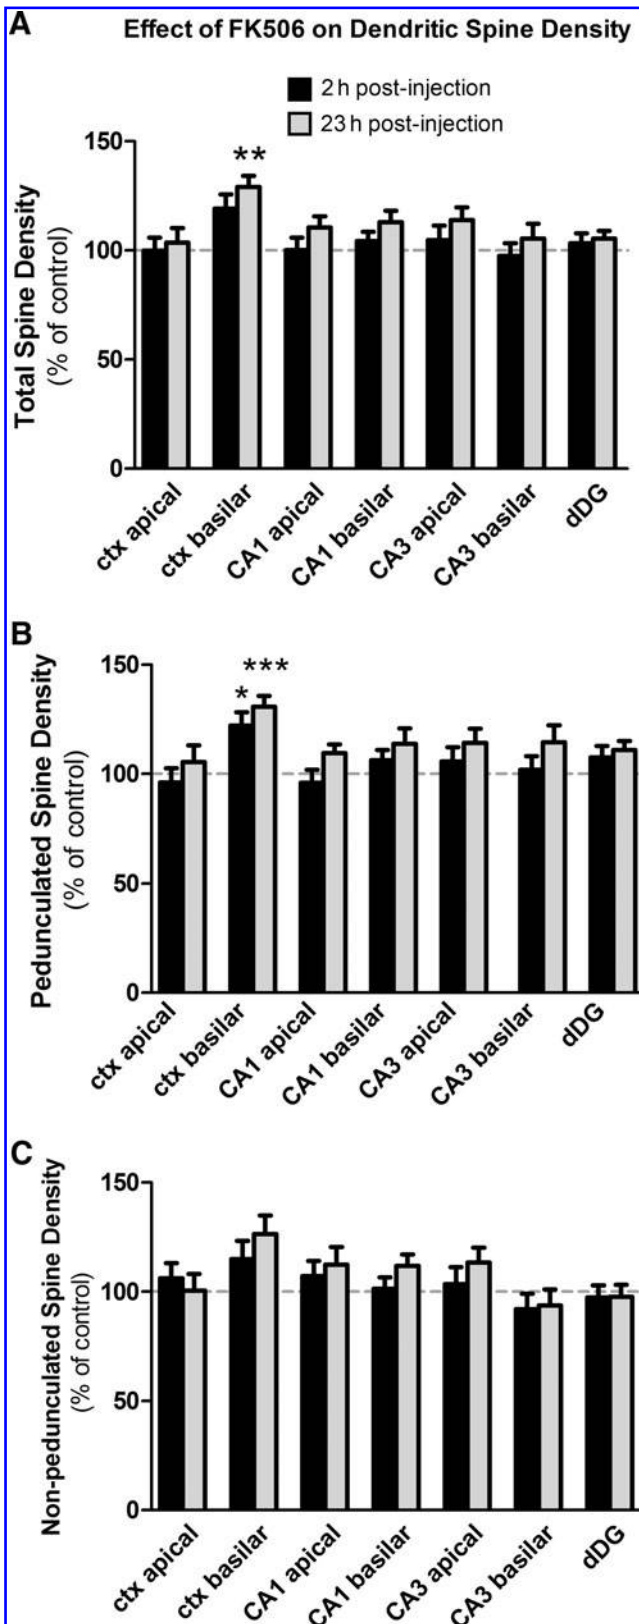 A
Effect of FK506 on Dendritic Spine Density
2 h post-injection
23 h post-injection
Total Spine Density
(% of control)
150
100
50
0
**
ctx apical
ctx basilar
CA1 apical
CA1 basilar
CA3 apical
CA3 basilar
dDG
B
Pedunculated Spine Density
(% of control)
150
100
50
0
***
*
ctx apical
ctx basilar
CA1 apical
CA1 basilar
CA3 apical
CA3 basilar
dDG
C
Non-pedunculated Spine Density
(% of control)
150
100
50
0
ctx apical
ctx basilar
CA1 apical
CA1 basilar
CA3 apical
CA3 basilar
dDG